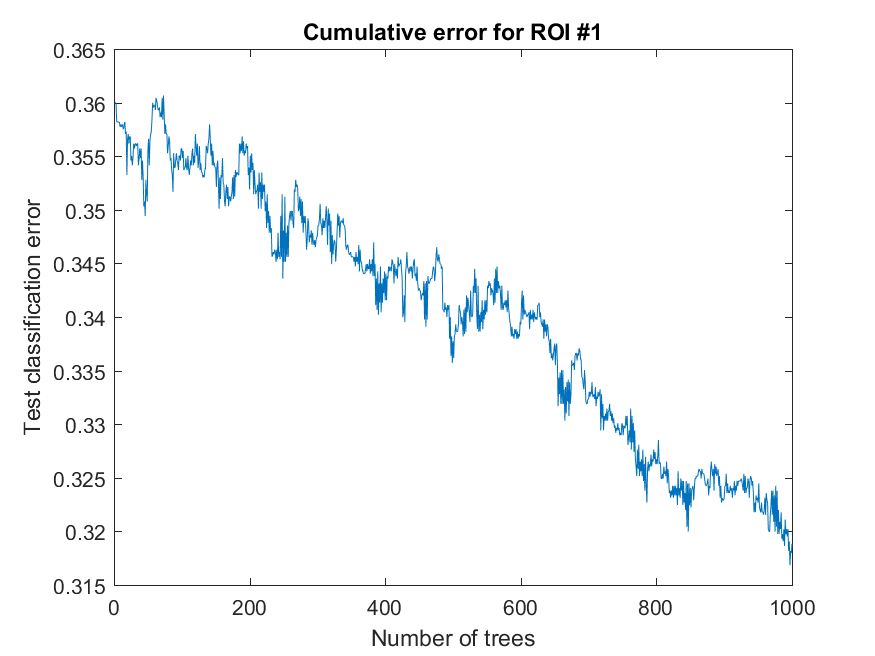 Cumulative error for ROI #1
0.365
0.36
0.355
0.35
0.345
0.34
0.335
0.33
0.325
0.32
0.315
Test classification error
0 200 400 600 800 1000
Number of trees